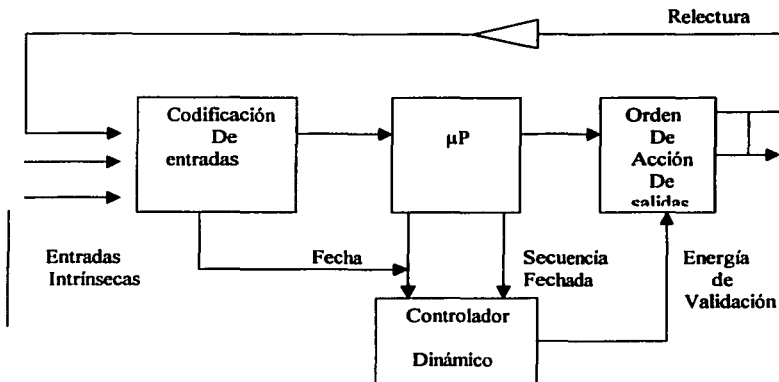 Relectura
Codificación
De
entradas
µP
Orden
De
Acción
De
salidas
Entradas
Intrínsecas
Fecha
Secuencia
Fechada
Energía
de
Validación
Controlador
Dinámico